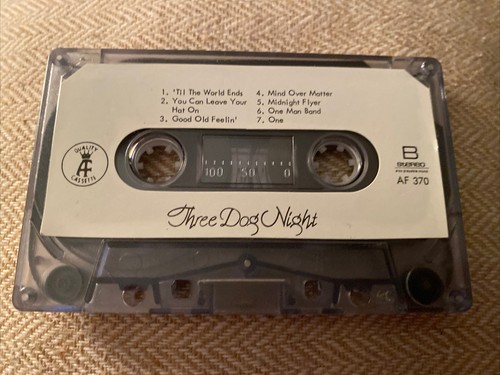 1. 'Til The World Ends
2. You Can Leave Your
Hat On
3. Good Old Feelin'
4. Mind Over Matter
5. Midnight Flyer
6. One Man Band
7. One
QUALITY
AF
CASSETTE
100 50 0
B
STEREO
AF 370
Three Dog Night